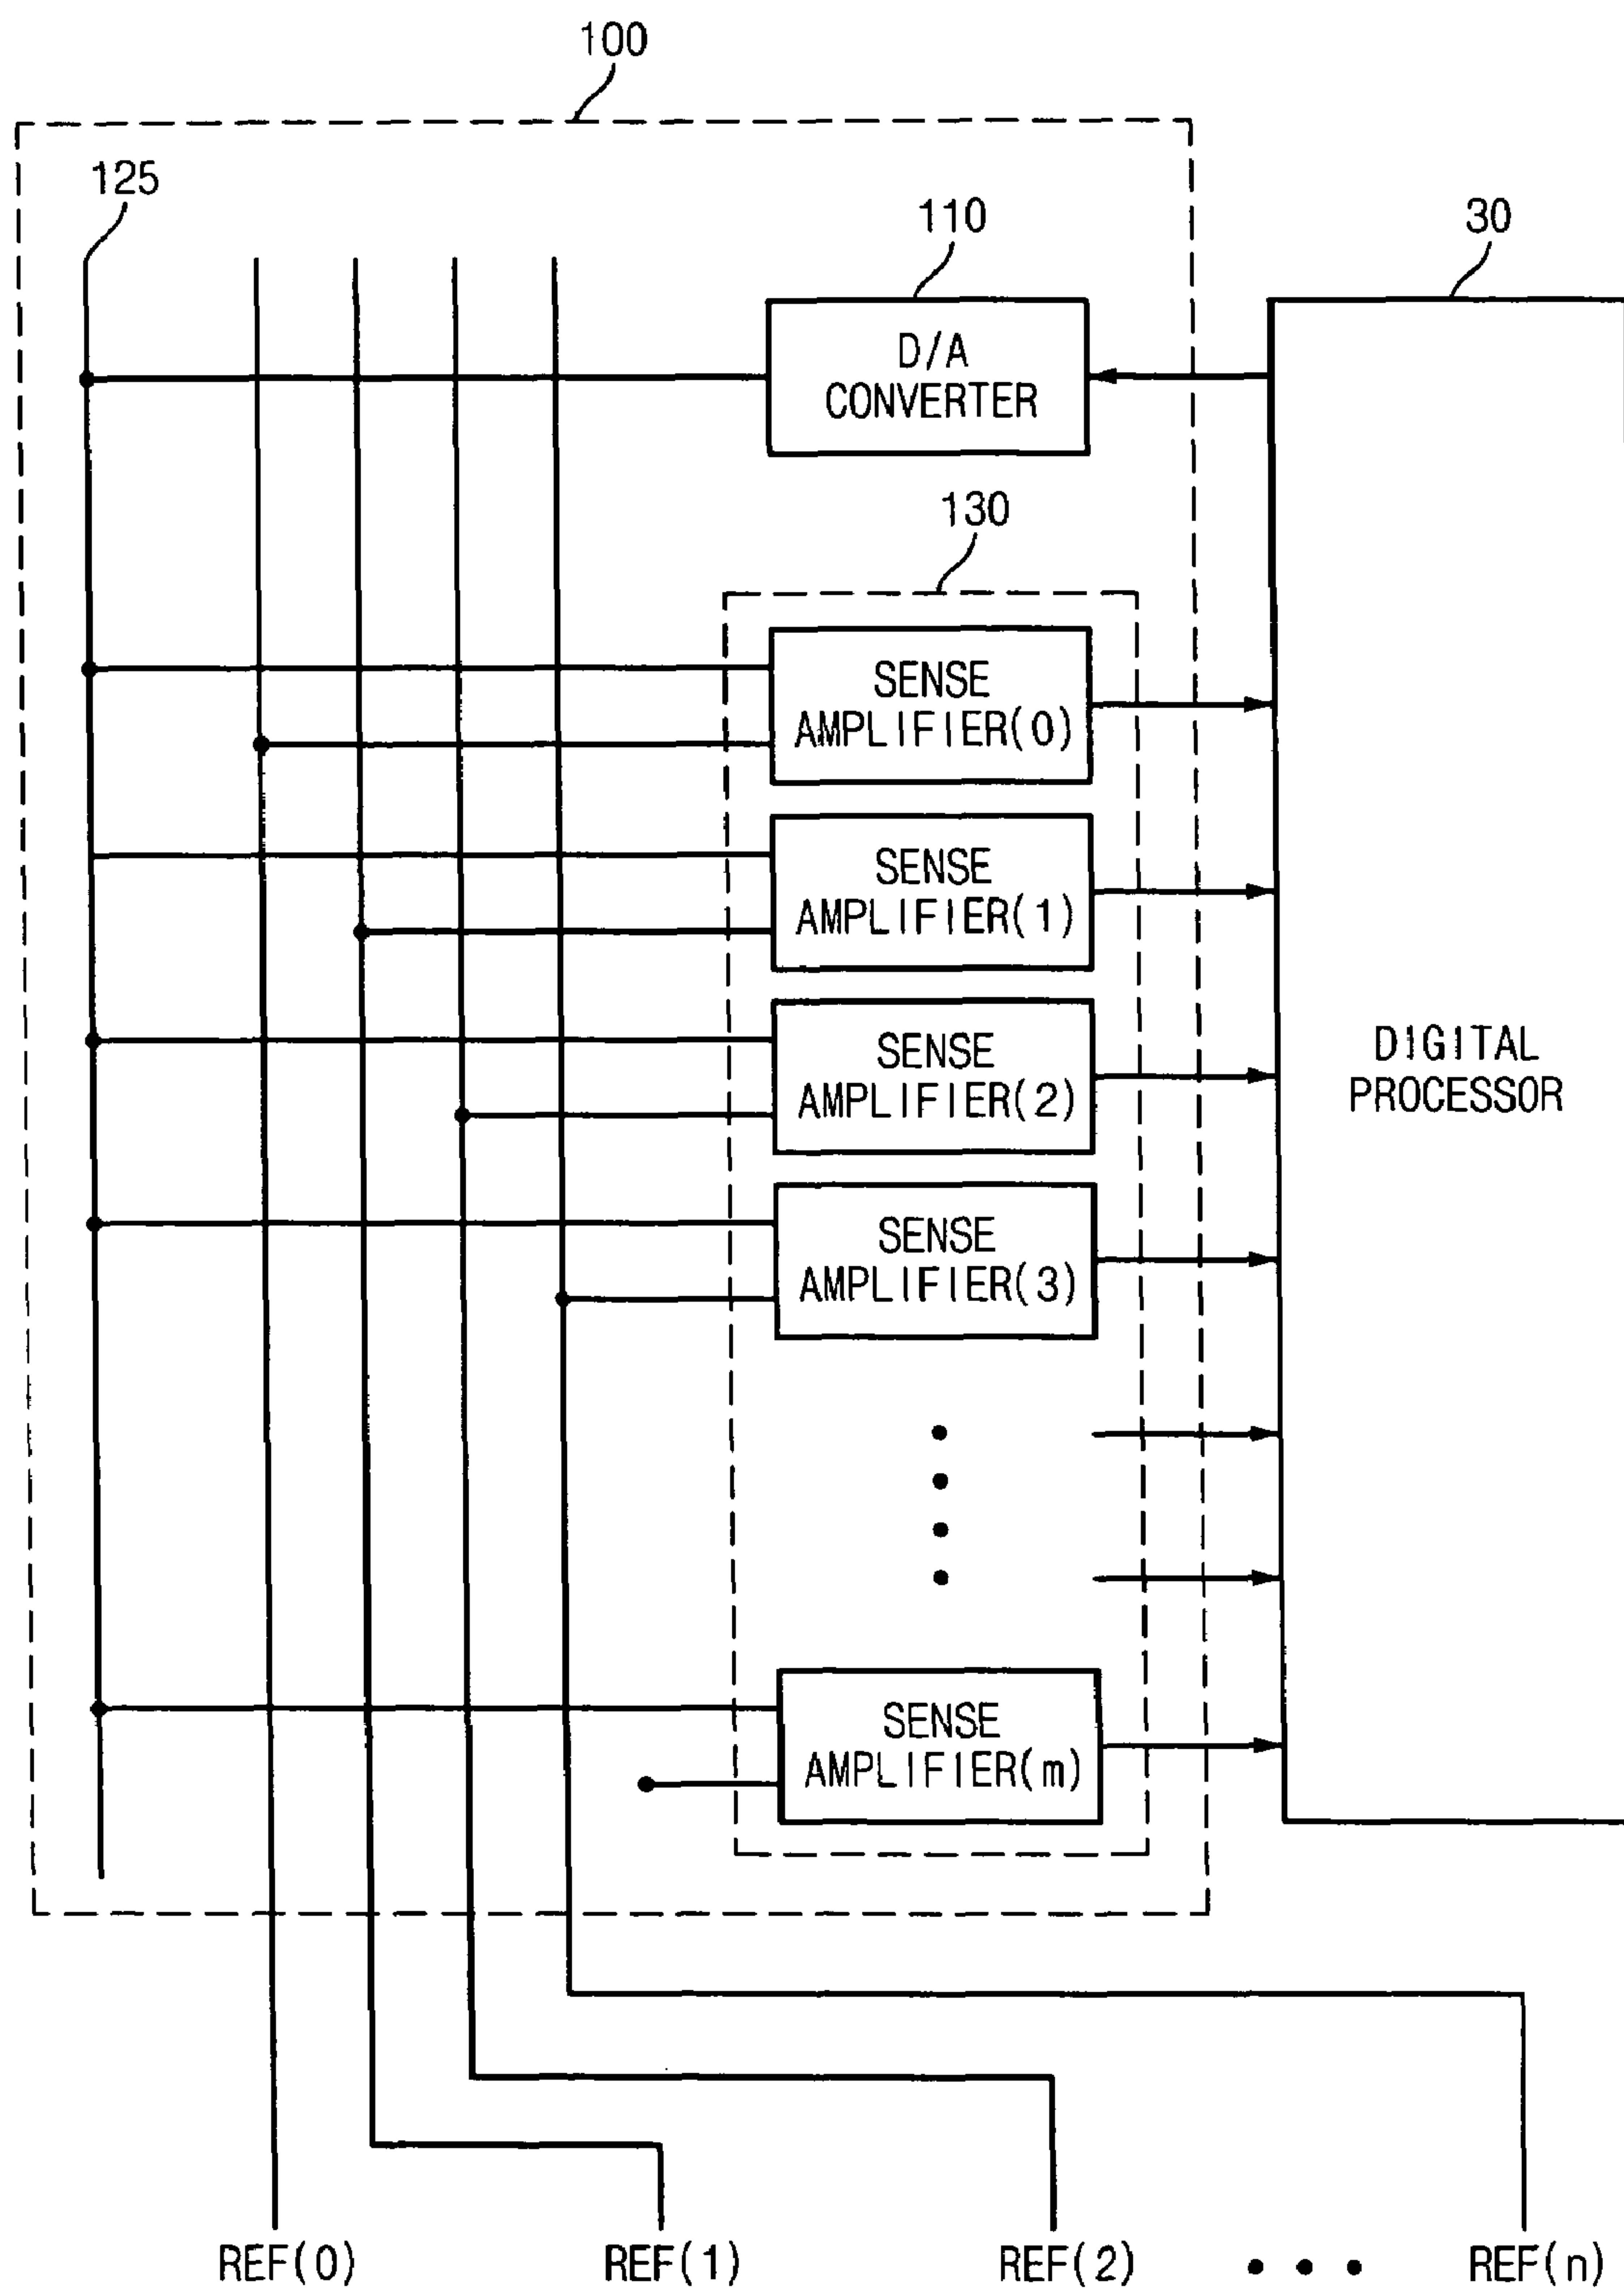 100
125
110
30
D/A
CONVERTER
130
SENSE
AMPLIFIER(0)
SENSE
AMPLIFIER(1)
SENSE
AMPLIFIER(2)
DIGITAL
PROCESSOR
SENSE
AMPLIFIER(3)
SENSE
AMPLIFIER(m)
REF(0) REF(1) REF(2) • • • REF(n)